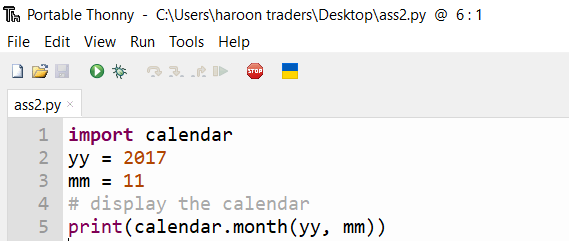 Portable Thonny - C:\Users\haroon traders\Desktop\ass2.py @ 6 : 1
File Edit View Run Tools Help
STOP
ass2.py ×
1 import calendar
2 yy = 2017
3 mm = 11
4 # display the calendar
5 print(calendar.month(yy, mm))